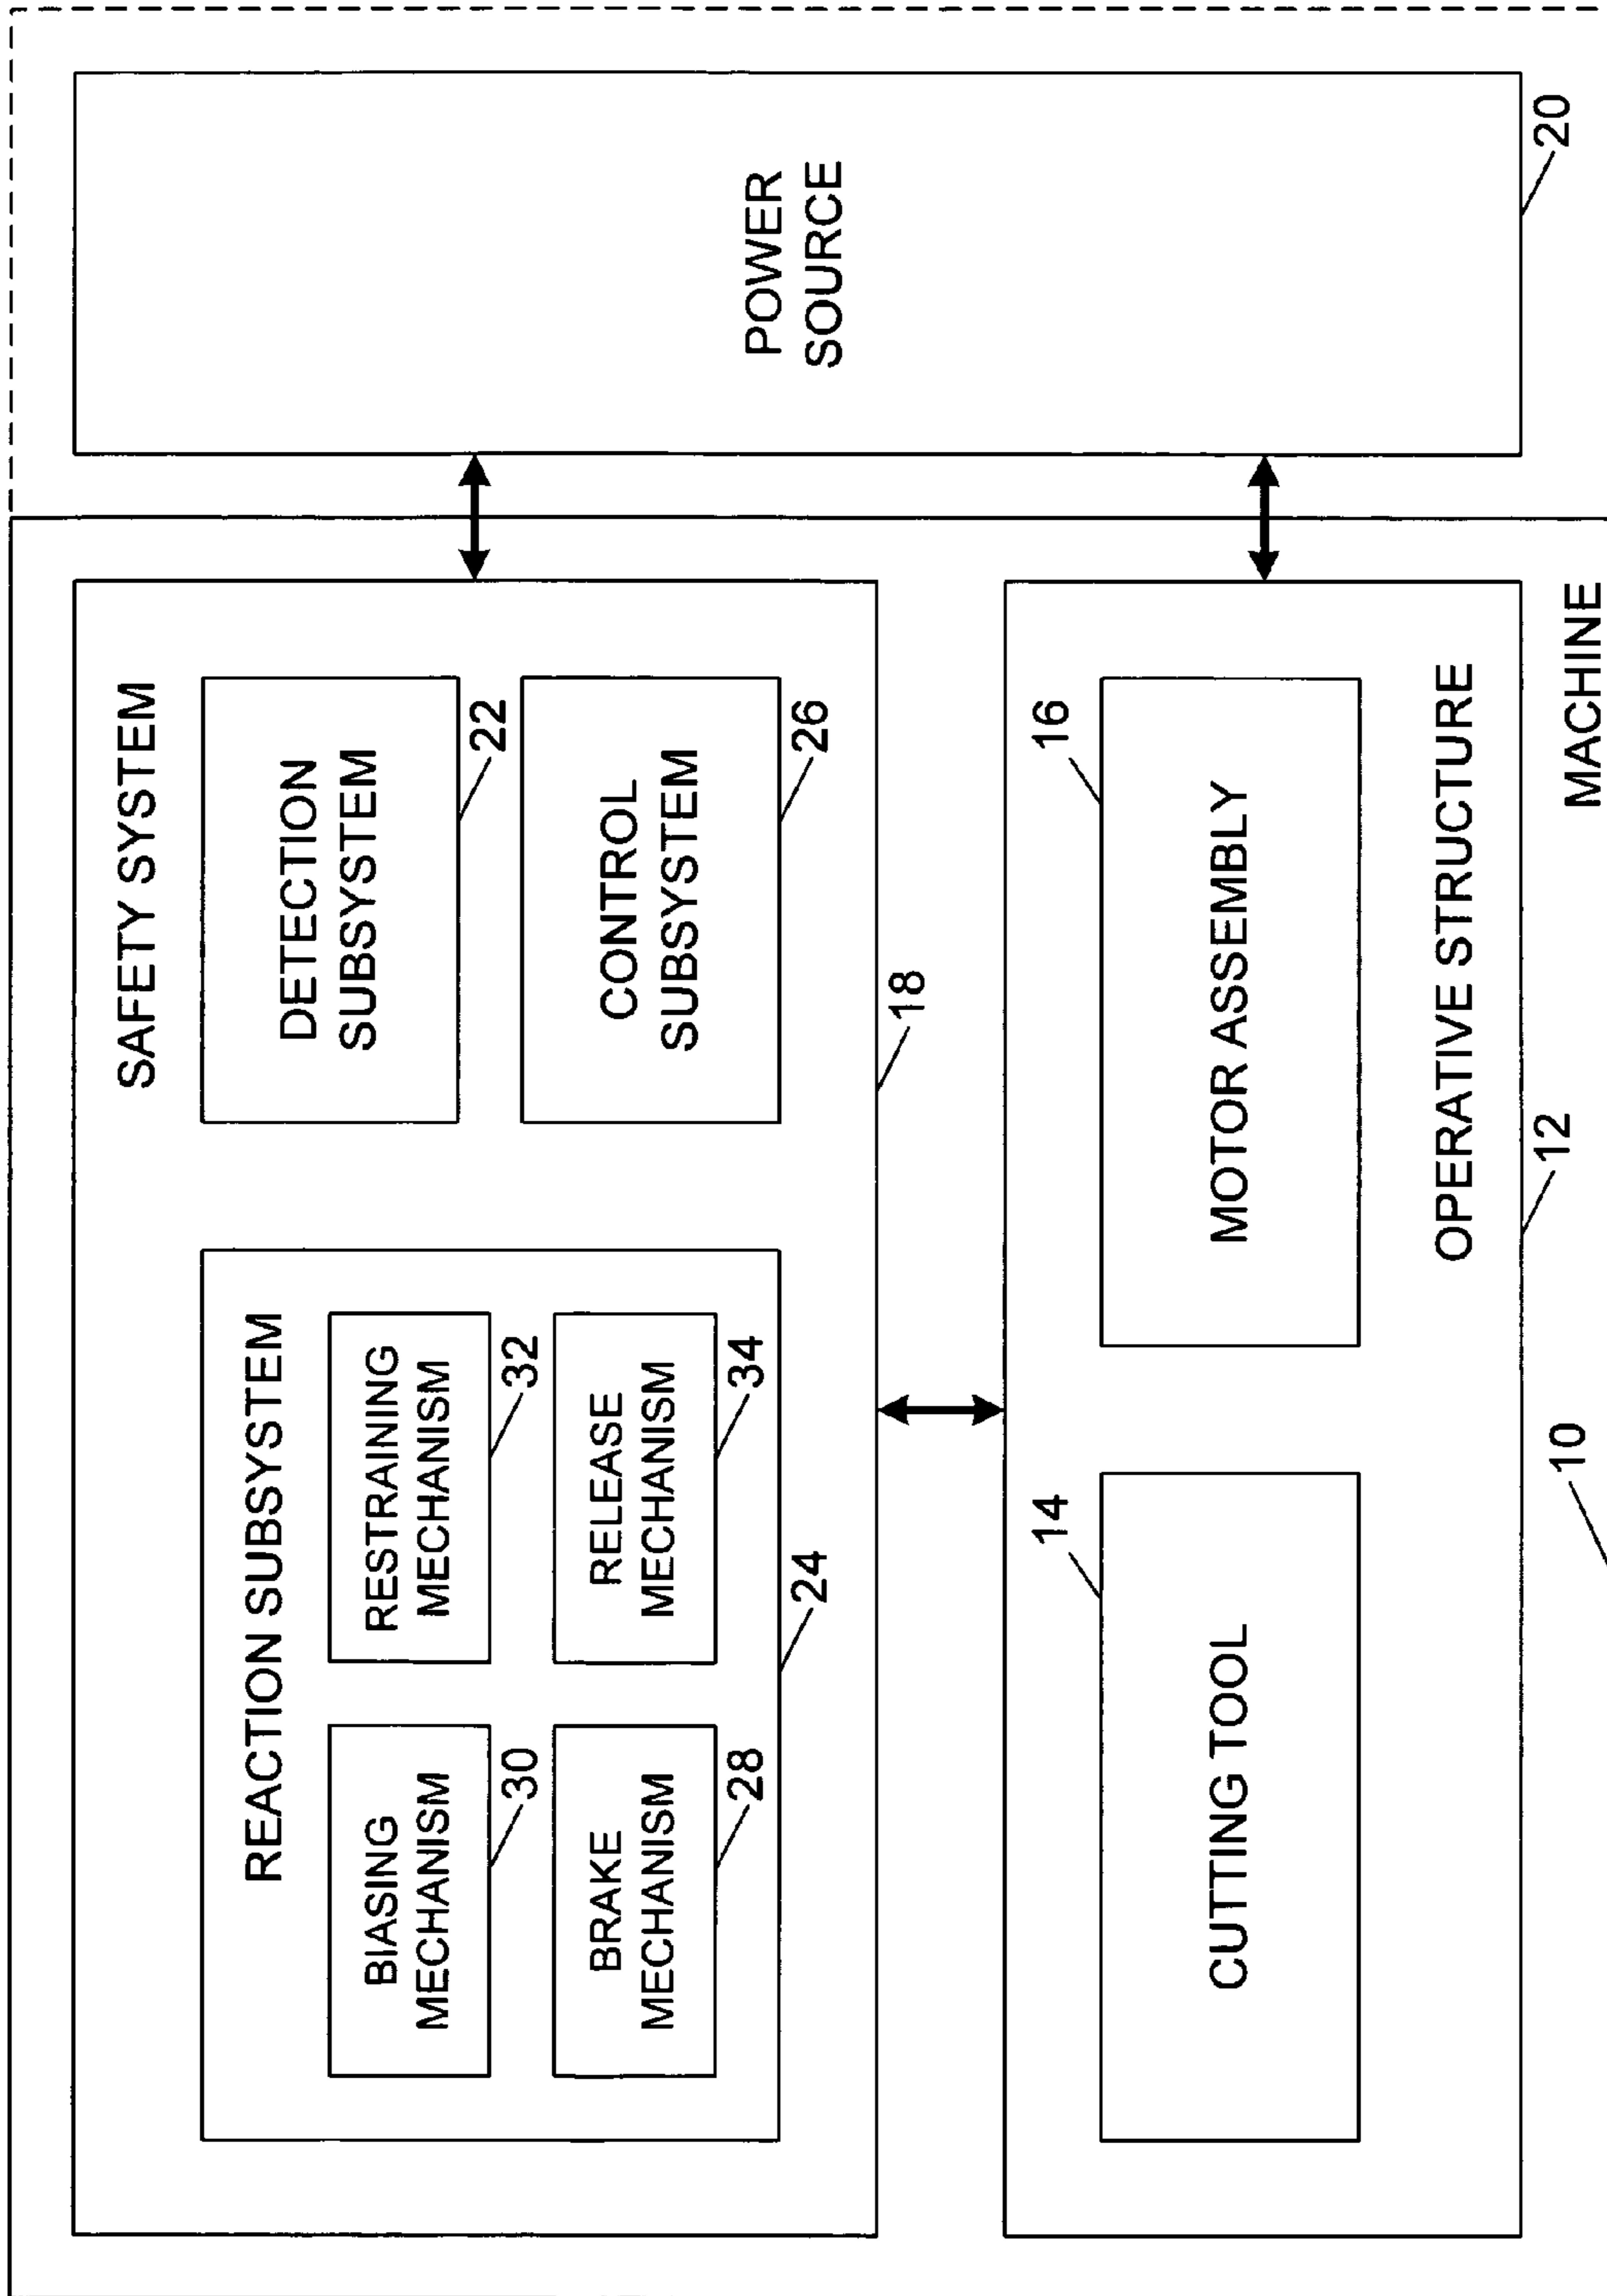 SAFETY SYSTEM
REACTION SUBSYSTEM
BIASING
MECHANISM
30
RESTRAINING
MECHANISM
32
BRAKE
MECHANISM
28
RELEASE
MECHANISM
34
24
DETECTION
SUBSYSTEM
22
CONTROL
SUBSYSTEM
26
18
POWER
SOURCE
20
14
CUTTING TOOL
16
MOTOR ASSEMBLY
OPERATIVE STRUCTURE
12
10
MACHINE